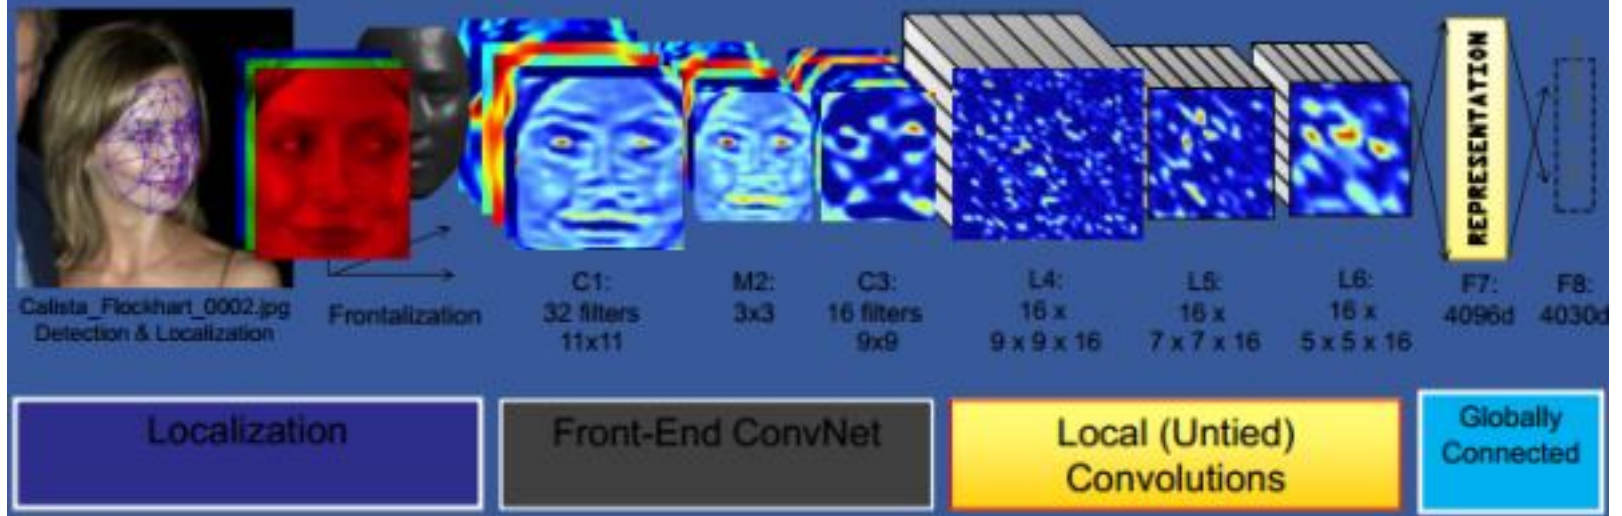 REPRESENTATION
Calista_Flockhart_0002.jpg
Detection & Localization
Frontalization
C1:
32 filters
11x11
M2:
3x3
C3:
16 filters
9x9
L4:
16 x
9 x 9 x 16
L5:
16 x
7 x 7 x 16
L6:
16 x
5 x 5 x 16
F7:
4096d
F8:
4030d
Localization
Front-End ConvNet
Local (Untied)
Convolutions
Globally
Connected